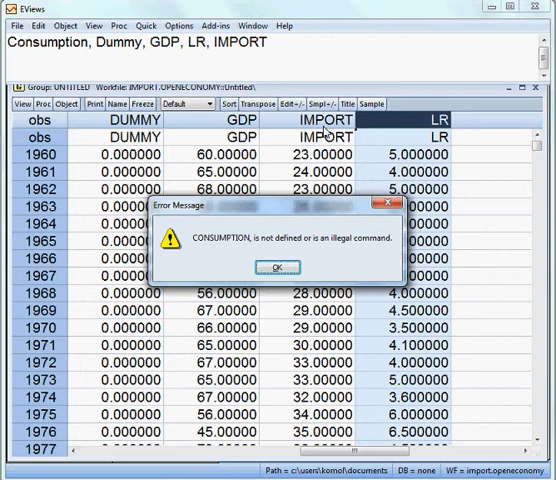 EViews
File Edit Object View Proc Quick Options Add-ins Window Help
Consumption, Dummy, GDP, LR, IMPORT
Group: UNTITLED Workfile: IMPORT.OPENECONOMY::Untitled\
View Proc Object Print Name Freeze Default Sort Transpose Edit+/- Smpl+/- Title Sample
obs DUMMY GDP IMPORT LR
obs DUMMY GDP IMPORT LR
1960 0.000000 60.00000 23.00000 5.000000
1961 0.000000 65.00000 24.00000 4.000000
1962 0.000000 68.00000 23.00000 5.000000
1963
Error Message
1964
1965
CONSUMPTION, is not defined or is an illegal command.
1966
OK
1967
1968 0.000000 56.00000 28.00000 4.000000
1969 0.000000 67.00000 29.00000 4.500000
1970 0.000000 66.00000 29.00000 3.500000
1971 0.000000 65.00000 30.00000 4.100000
1972 0.000000 67.00000 33.00000 4.000000
1973 0.000000 65.00000 33.00000 5.000000
1974 0.000000 67.00000 32.00000 3.600000
1975 0.000000 56.00000 34.00000 6.000000
1976 0.000000 45.00000 35.00000 6.500000
1977
Path = c:\users\komol\documents DB = none WF = import.openeconomy